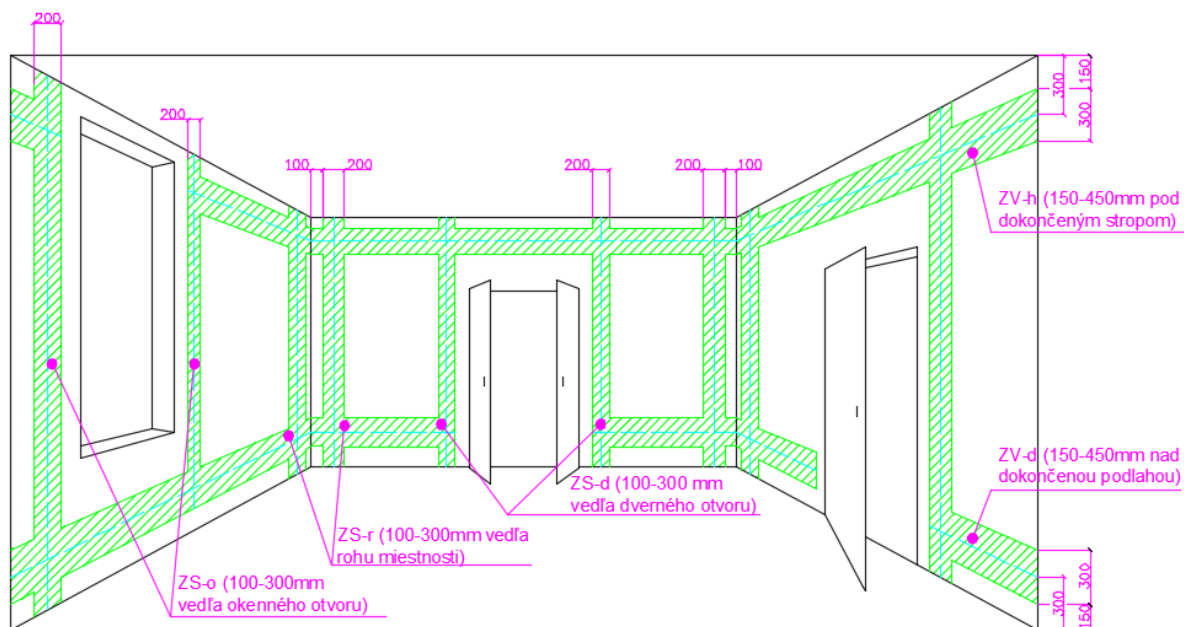 200
200
100
200
200
200
100
300
150
300
ZV-h (150-450mm pod
dokončeným stropom)
ZV-d (150-450mm nad
dokončenou podlahou)
ZS-d (100-300 mm
vedľa dverného otvoru)
ZS-r (100-300mm vedľa
rohu miestnosti)
ZS-o (100-300mm
vedľa okenného otvoru)
300
300
150